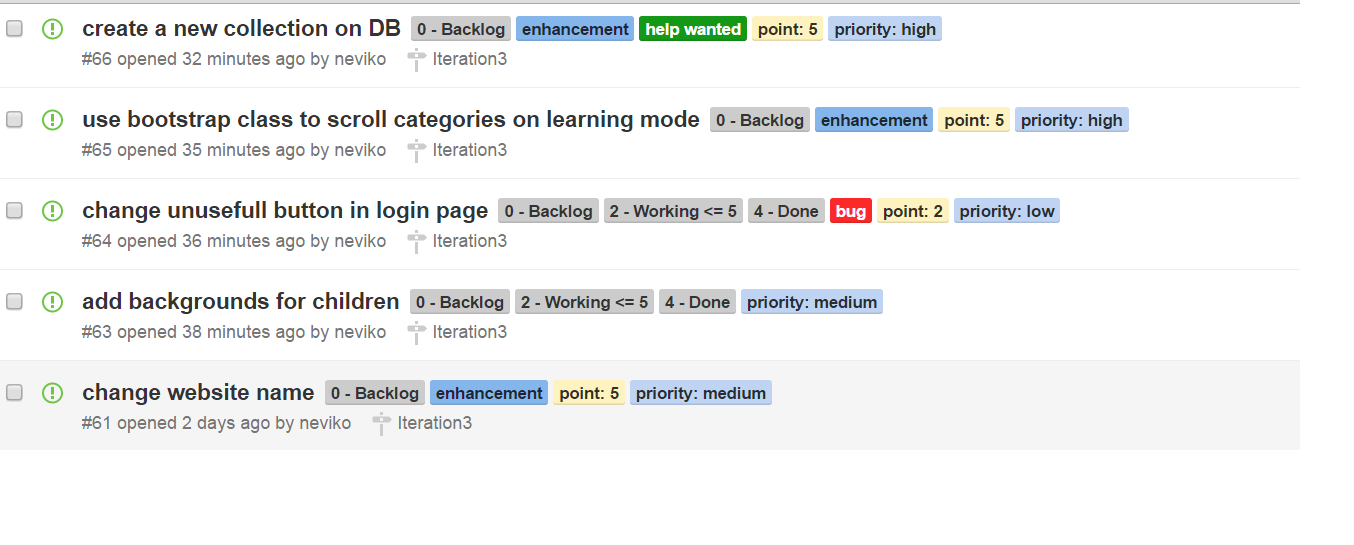 create a new collection on DB 0 - Backlog enhancement help wanted point: 5 priority: high
#66 opened 32 minutes ago by neviko Iteration3
use bootstrap class to scroll categories on learning mode 0 - Backlog enhancement point: 5 priority: high
#65 opened 35 minutes ago by neviko Iteration3
change unusefull button in login page 0 - Backlog 2 - Working <= 5 4 - Done bug point: 2 priority: low
#64 opened 36 minutes ago by neviko Iteration3
add backgrounds for children 0 - Backlog 2 - Working <= 5 4 - Done priority: medium
#63 opened 38 minutes ago by neviko Iteration3
change website name 0 - Backlog enhancement point: 5 priority: medium
#61 opened 2 days ago by neviko Iteration3